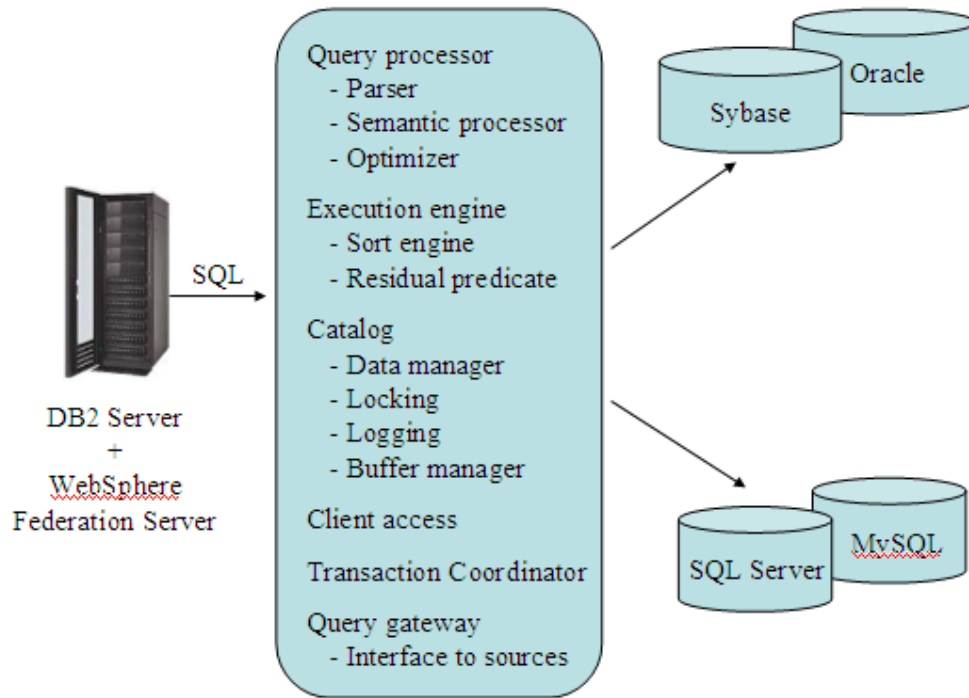 Query processor
- Parser
- Semantic processor
- Optimizer
Execution engine
- Sort engine
- Residual predicate
Catalog
- Data manager
- Locking
- Logging
- Buffer manager
Client access
Transaction Coordinator
Query gateway
- Interface to sources
SQL
DB2 Server
+
WebSphere
Federation Server
Oracle
Sybase
MySQL
SQL Server